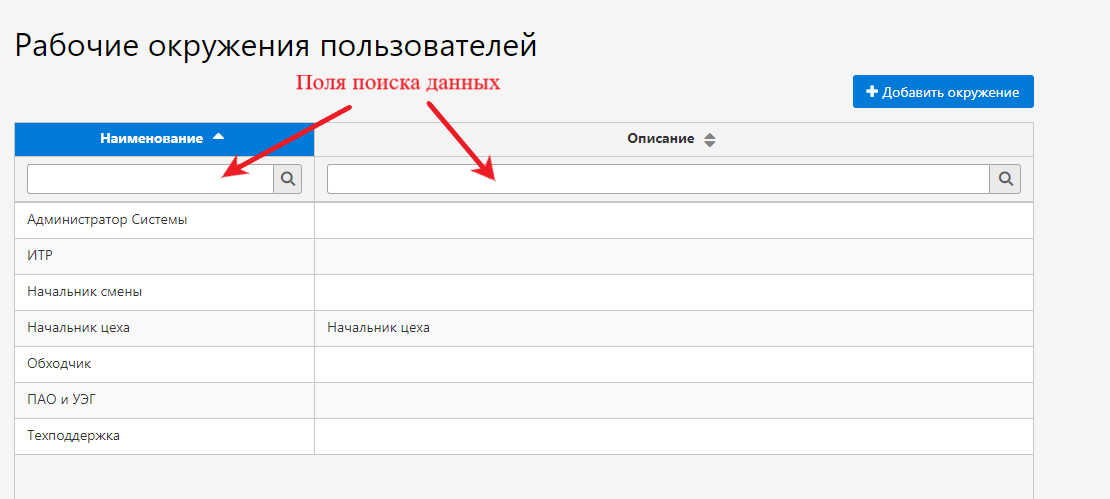 Рабочие окружения пользователей
Поля поиска данных
Добавить окружение
Наименование Описание
Администратор Системы
ИТР
Начальник смены
Начальник цеха Начальник цеха
Обходчик
ПАО и УЭГ
Техподдержка